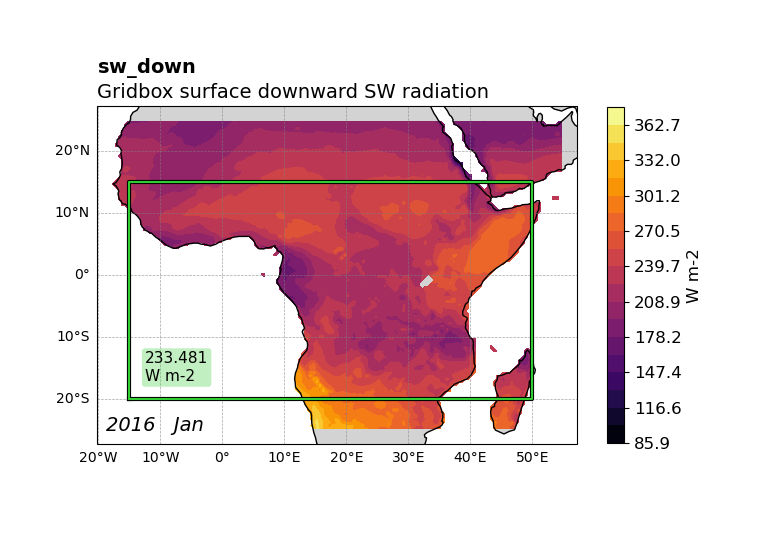 sw_down
Gridbox surface downward SW radiation
20°N
10°N
0°
10°S
20°S
233.481
W m-2
2016   Jan
20°W
10°W
0°
10°E
20°E
30°E
40°E
50°E
362.7
332.0
301.2
270.5
239.7
208.9
178.2
147.4
116.6
85.9
W m-2